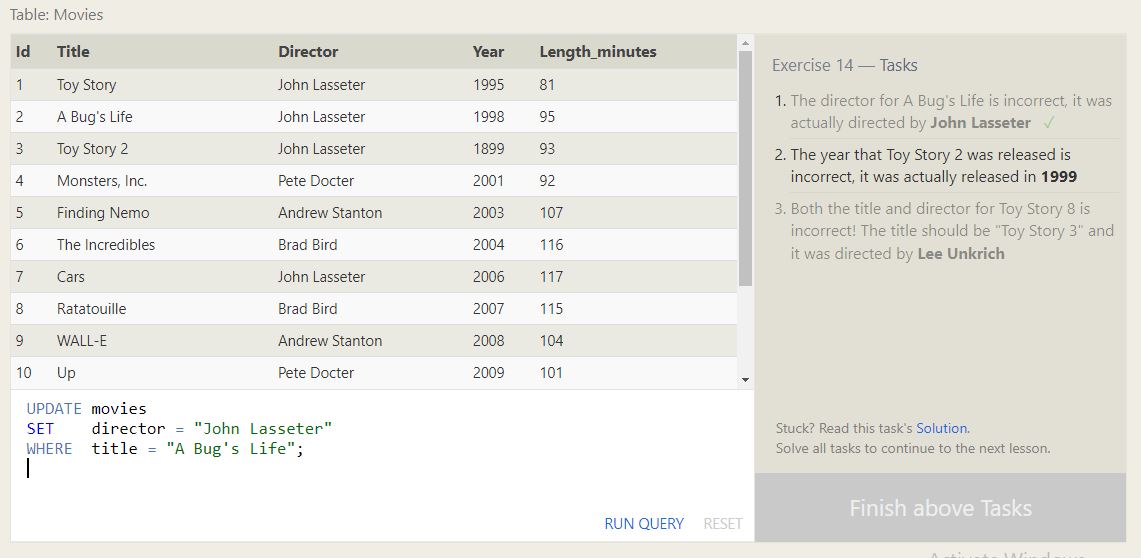 Table: Movies
Id Title Director Year Length_minutes
1 Toy Story John Lasseter 1995 81
2 A Bug's Life John Lasseter 1998 95
3 Toy Story 2 John Lasseter 1899 93
4 Monsters, Inc. Pete Docter 2001 92
5 Finding Nemo Andrew Stanton 2003 107
6 The Incredibles Brad Bird 2004 116
7 Cars John Lasseter 2006 117
8 Ratatouille Brad Bird 2007 115
9 WALL-E Andrew Stanton 2008 104
10 Up Pete Docter 2009 101
UPDATE movies
SET director = "John Lasseter"
WHERE title = "A Bug's Life";
RUN QUERY RESET
Exercise 14 — Tasks
1. The director for A Bug's Life is incorrect, it was
actually directed by John Lasseter ✓
2. The year that Toy Story 2 was released is
incorrect, it was actually released in 1999
3. Both the title and director for Toy Story 8 is
incorrect! The title should be "Toy Story 3" and
it was directed by Lee Unkrich
Stuck? Read this task's Solution.
Solve all tasks to continue to the next lesson.
Finish above Tasks
Activate Windows